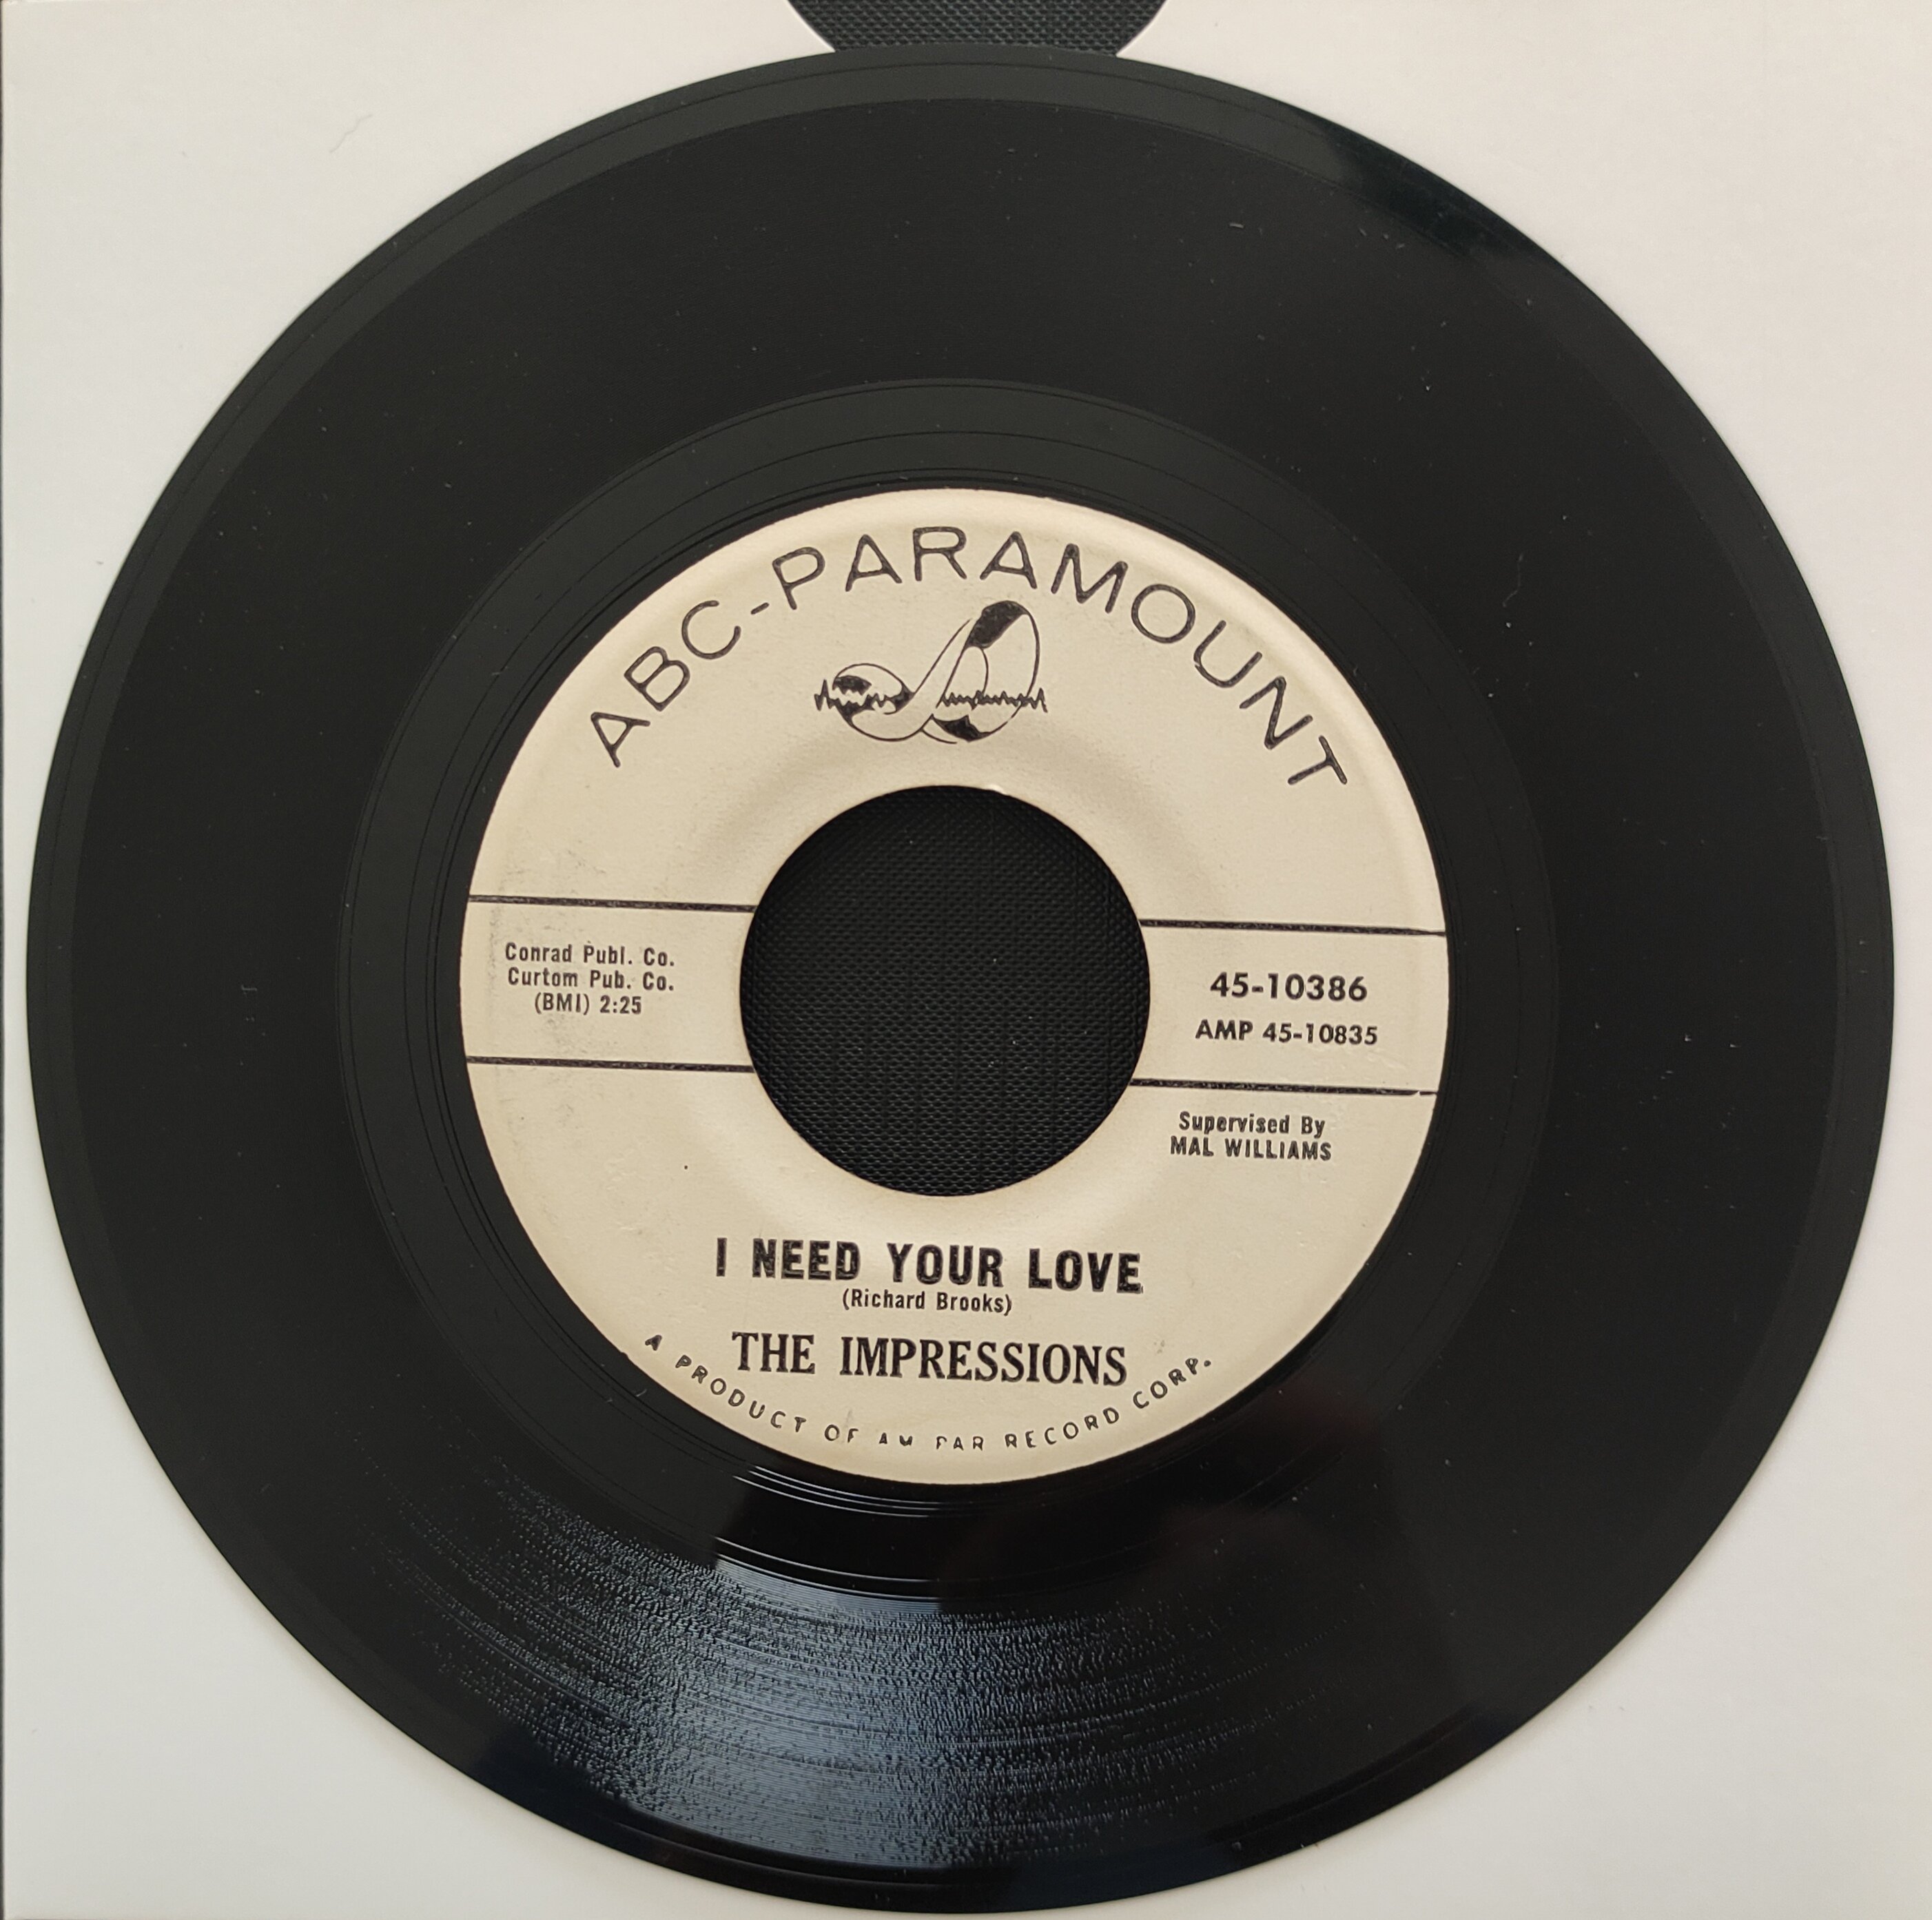 ABC-PARAMOUNT
Conrad Publ. Co.
Curtom Pub. Co.
(BMI) 2:25
45-10386
AMP 45-10835
Supervised By
MAL WILLIAMS
I NEED YOUR LOVE
(Richard Brooks)
THE IMPRESSIONS
A PRODUCT OF AM PAR RECORD CORP.